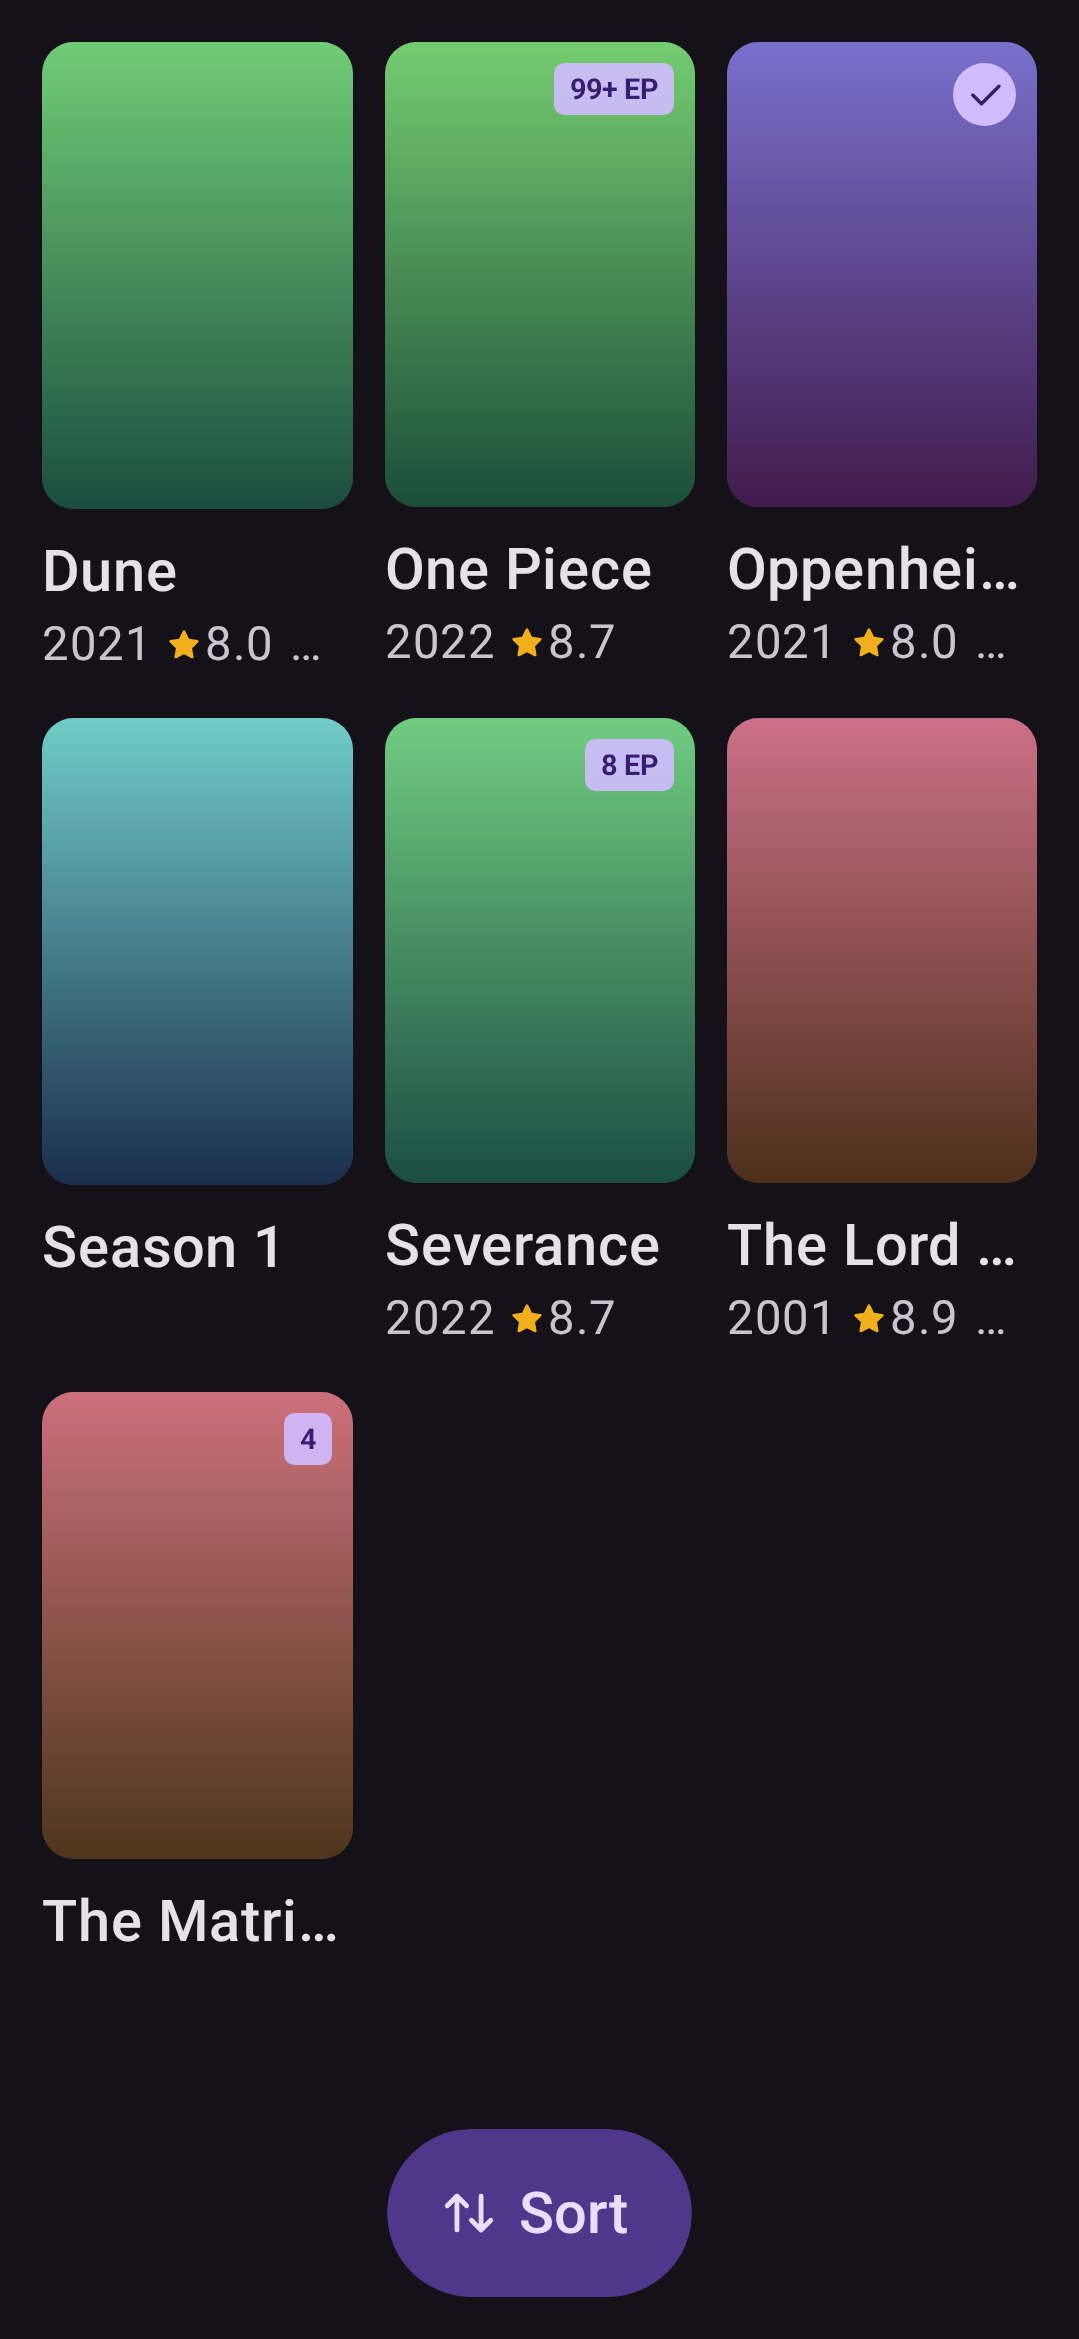 99+ EP
Dune
2021 ★8.0 …
One Piece
2022 ★8.7
Oppenhei…
2021 ★8.0 …
8 EP
Season 1
Severance
2022 ★8.7
The Lord …
2001 ★8.9 …
4
The Matri…
Sort